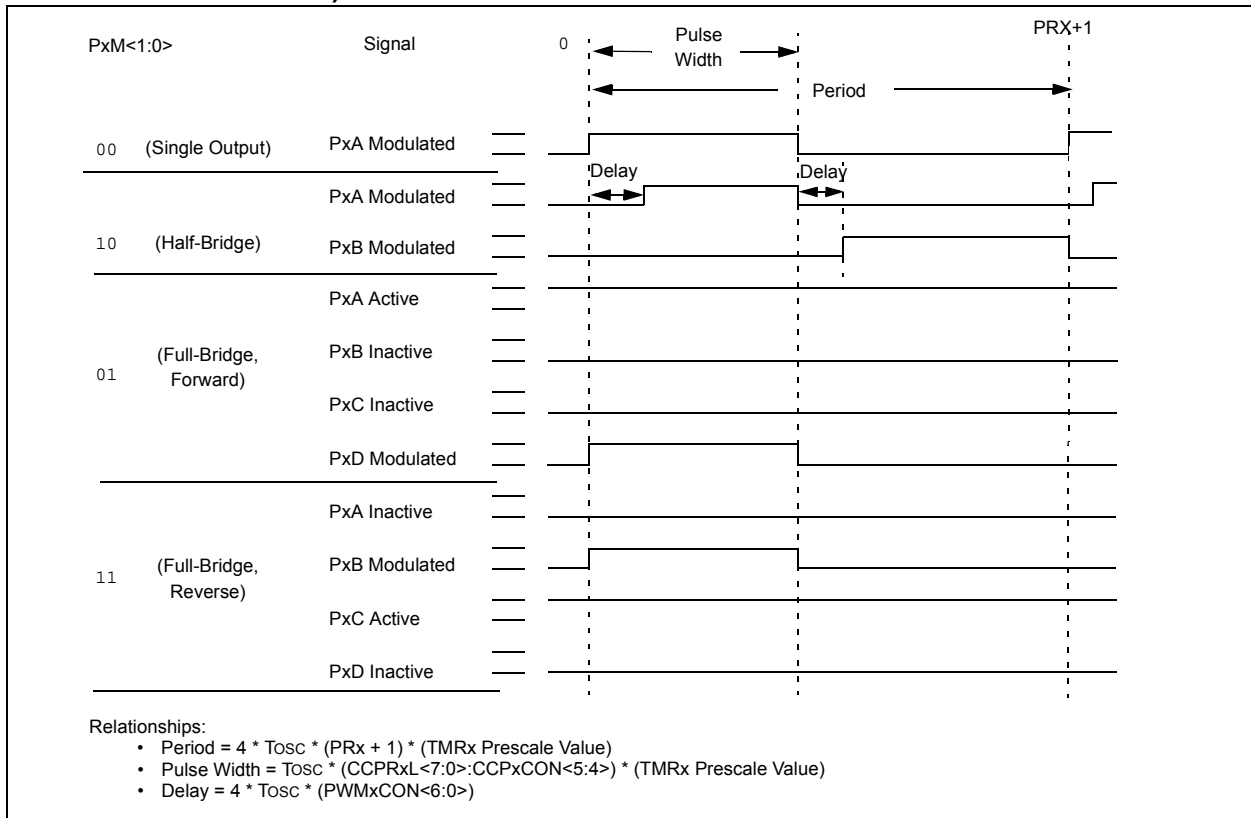 PxM<1:0>
Signal
0
Pulse
Width
PRX+1
Period
00
(Single Output)
PxA Modulated
Delay
Delay
PxA Modulated
10
(Half-Bridge)
PxB Modulated
PxA Active
01
(Full-Bridge,
Forward)
PxB Inactive
PxC Inactive
PxD Modulated
PxA Inactive
11
(Full-Bridge,
Reverse)
PxB Modulated
PxC Active
PxD Inactive
Relationships:
• Period = 4 * TOSC * (PRx + 1) * (TMRx Prescale Value)
• Pulse Width = TOSC * (CCPRxL<7:0>:CCPxCON<5:4>) * (TMRx Prescale Value)
• Delay = 4 * TOSC * (PWMxCON<6:0>)